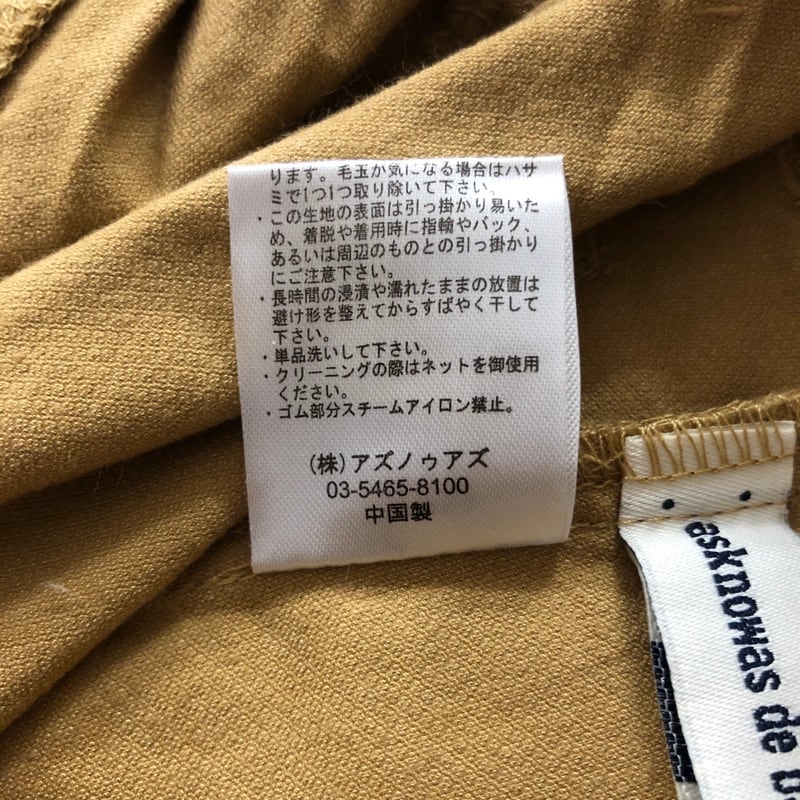 ります。毛玉が気になる場合はハサ
ミで1つ1つ取り除いて下さい。
・この生地の表面は引っ掛かり易いた
め、着脱や着用時に指輪やバック、
あるいは周辺のものとの引っ掛かり
にご注意下さい。
・長時間の浸漬や濡れたままの放置は
避け形を整えてからすばやく干して
下さい。
・単品洗いして下さい。
・クリーニングの際はネットを御使用
ください。
・ゴム部分スチームアイロン禁止。
(株)アズノゥアズ
03-5465-8100
中国製
asknowas de